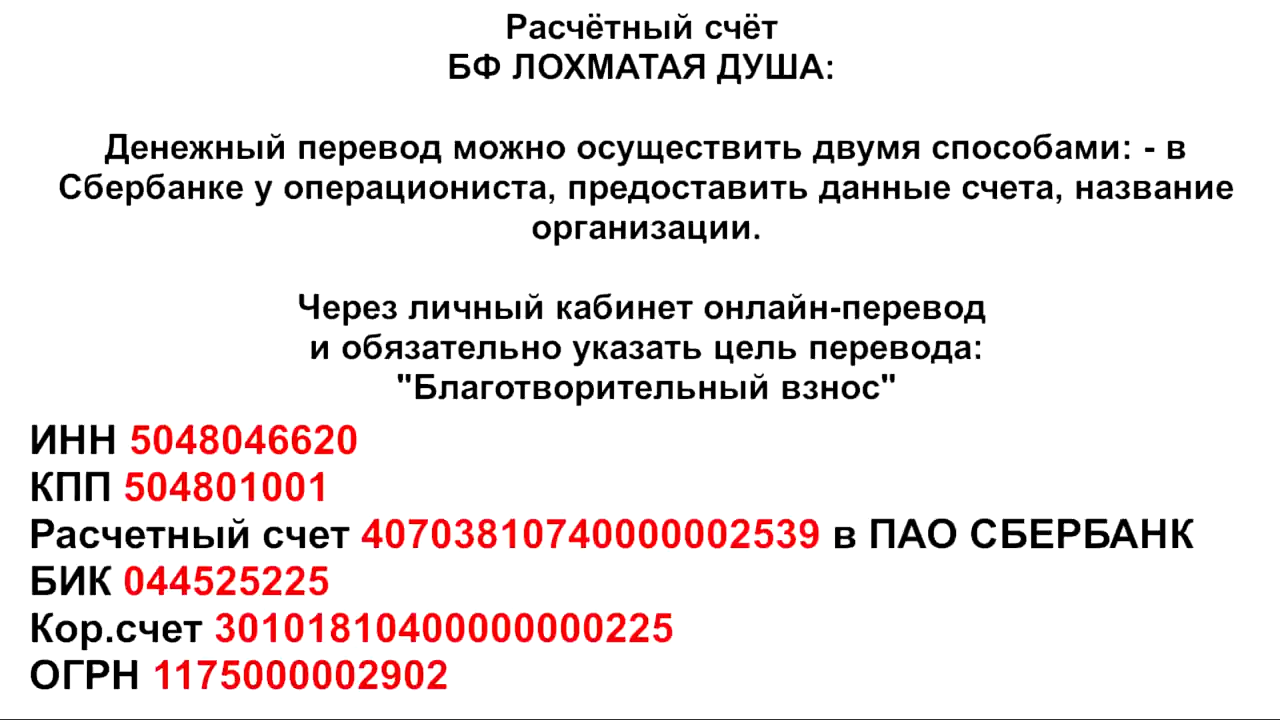 Расчётный счёт
БФ ЛОХМАТАЯ ДУША:
Денежный перевод можно осуществить двумя способами: - в
Сбербанке у операциониста, предоставить данные счета, название
организации.
Через личный кабинет онлайн-перевод
и обязательно указать цель перевода:
"Благотворительный взнос"
ИНН 5048046620
КПП 504801001
Расчетный счет 40703810740000002539 в ПАО СБЕРБАНК
БИК 044525225
Кор.счет 30101810400000000225
ОГРН 1175000002902